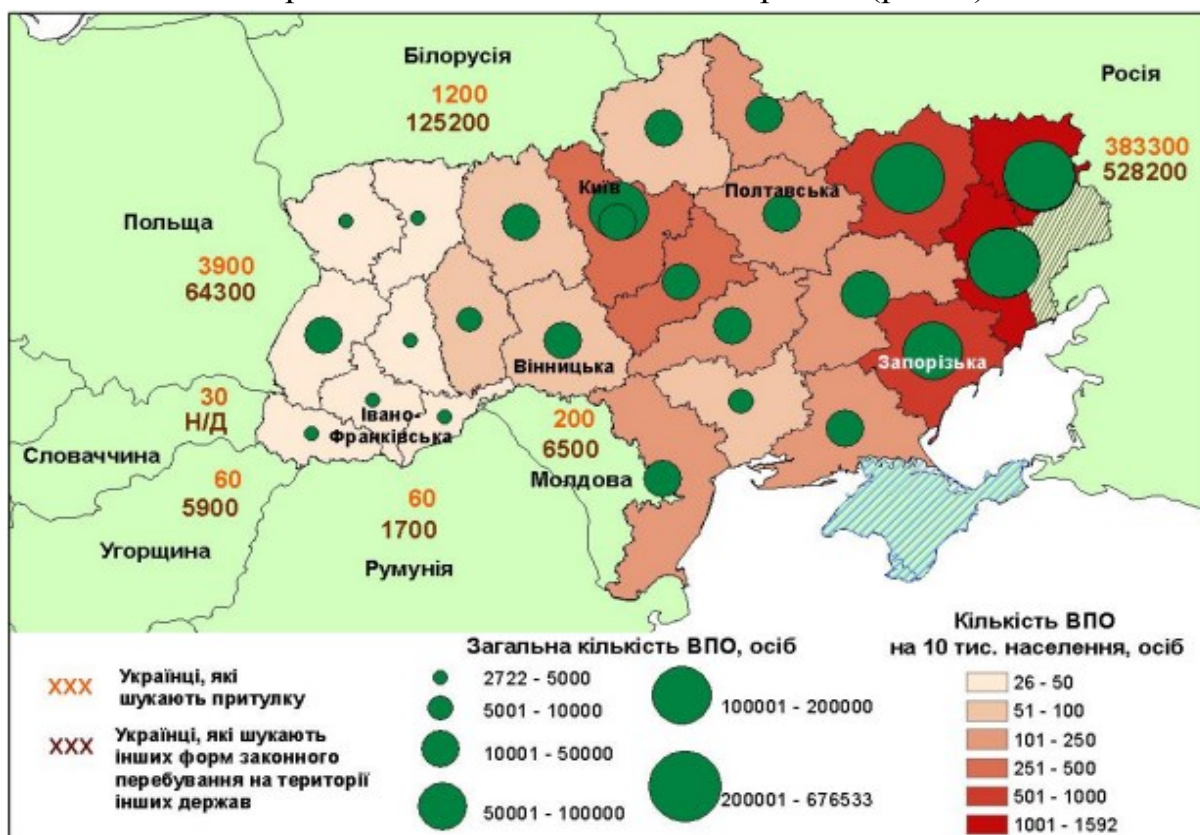 Білорусія
1200
125200
Росія
383300
528200
Київ
Полтавська
Польща
3900
64300
Вінницька
Запорізька
30
Н/Д
Івано-
Франківська
200
6500
Словаччина
Молдова
60
5900
60
1700
Угорщина
Румунія
XXX
Українці, які
шукають притулку
XXX
Українці, які шукають
інших форм законного
перебування на території
інших держав
Загальна кількість ВПО, осіб
2722 - 5000
5001 - 10000
10001 - 50000
50001 - 100000
100001 - 200000
200001 - 676533
Кількість ВПО
на 10 тис. населення, осіб
26 - 50
51 - 100
101 - 250
251 - 500
501 - 1000
1001 - 1592